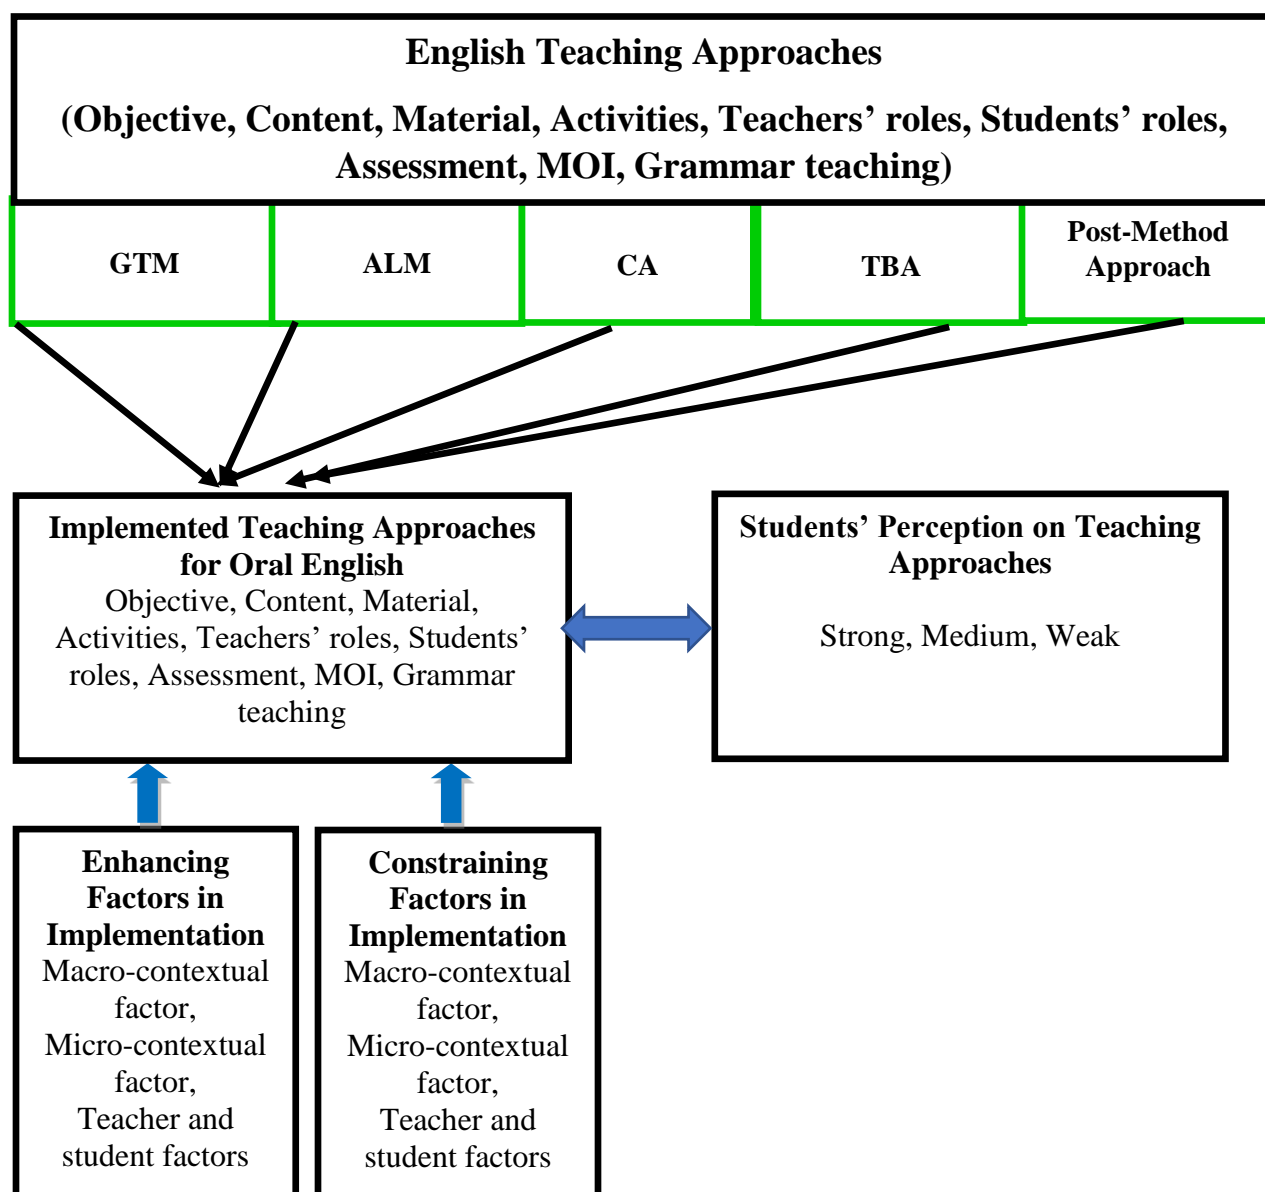 English Teaching Approaches
(Objective, Content, Material, Activities, Teachers’ roles, Students’ roles,
Assessment, MOI, Grammar teaching)
GTM
ALM
CA
TBA
Post-Method
Approach
Implemented Teaching Approaches
for Oral English
Objective, Content, Material,
Activities, Teachers’ roles, Students’
roles, Assessment, MOI, Grammar
teaching
Students’ Perception on Teaching
Approaches
Strong, Medium, Weak
Enhancing
Factors in
Implementation
Macro-contextual
factor,
Micro-contextual
factor,
Teacher and
student factors
Constraining
Factors in
Implementation
Macro-contextual
factor,
Micro-contextual
factor,
Teacher and
student factors